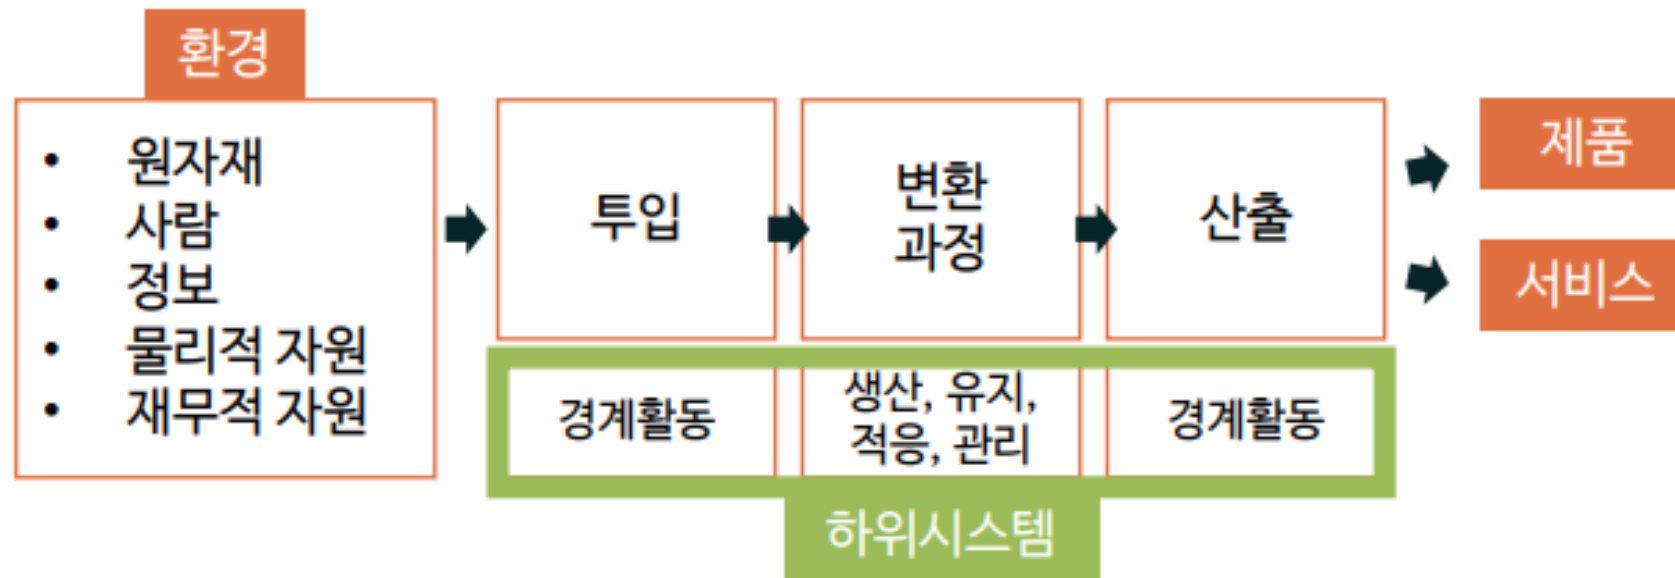 환경
• 원자재
• 사람
• 정보
• 물리적 자원
• 재무적 자원
투입
변환
과정
산출
제품
서비스
경계활동
생산, 유지,
적응, 관리
경계활동
하위시스템